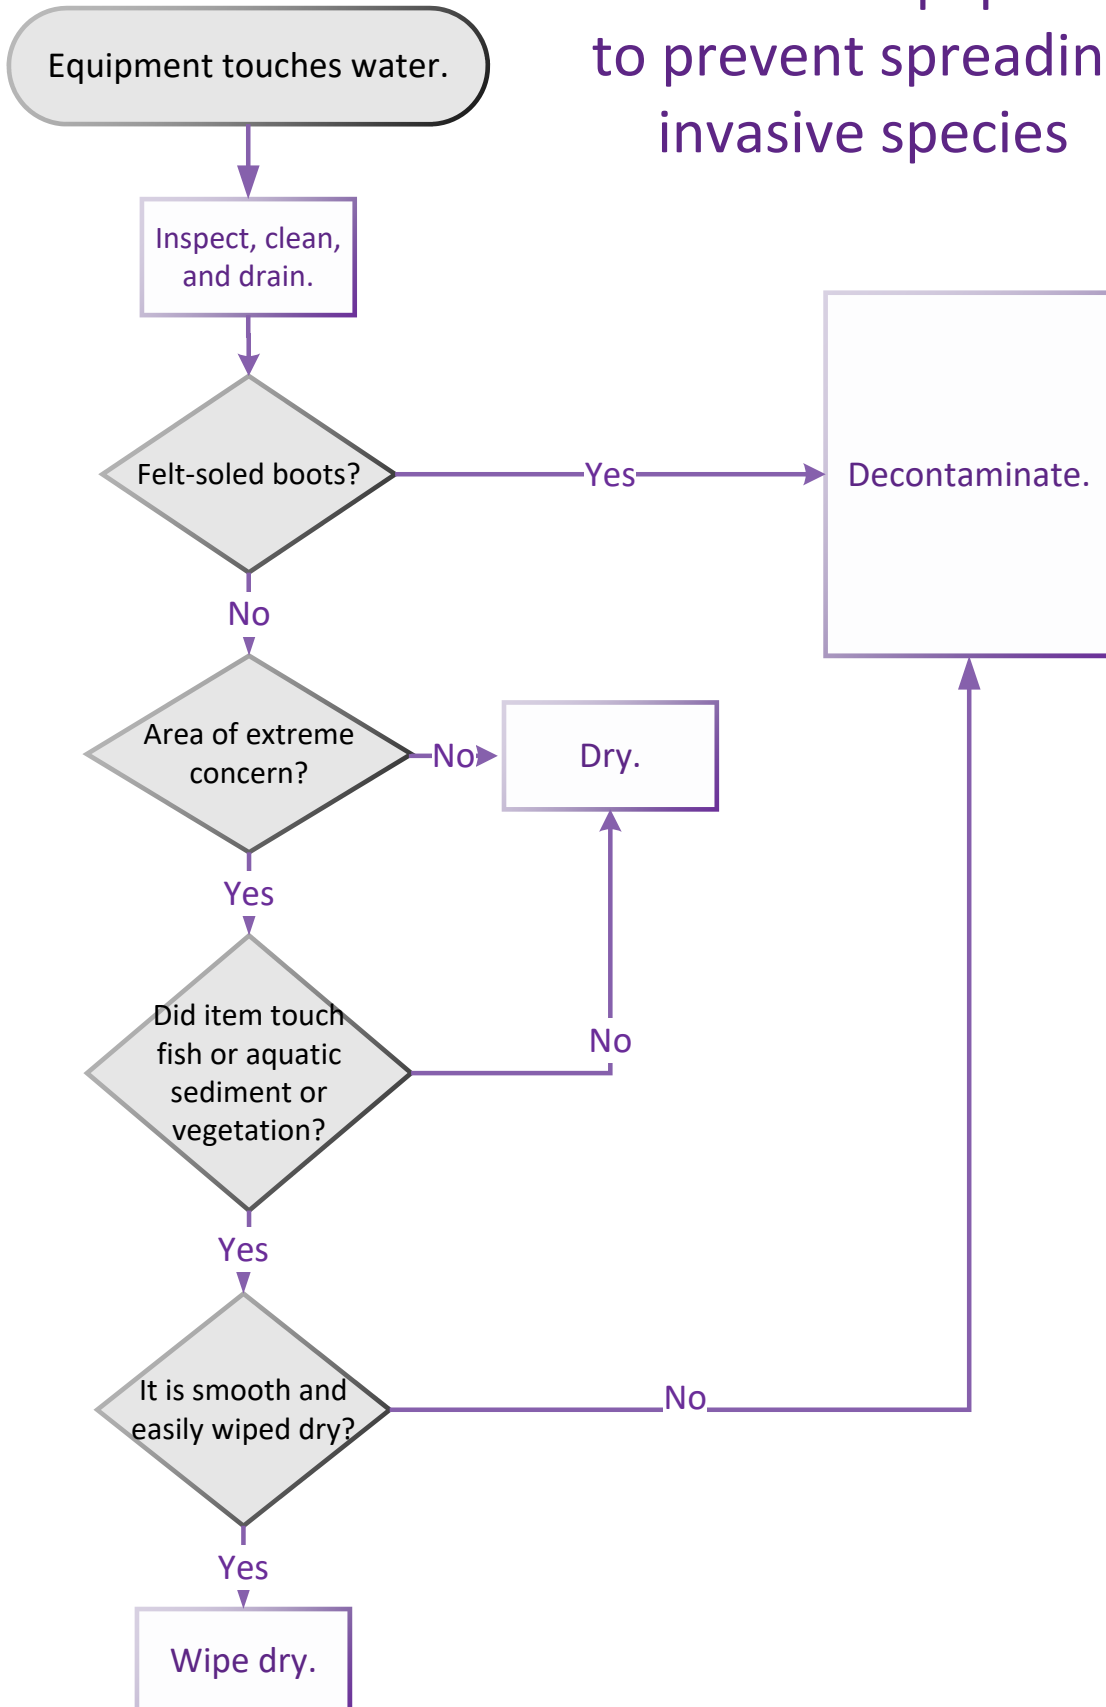 to prevent spreadin
invasive species
Equipment touches water.
Inspect, clean,
and drain.
Felt-soled boots?
Yes
Decontaminate.
No
Area of extreme
concern?
No
Dry.
Yes
Did item touch
fish or aquatic
sediment or
vegetation?
No
Yes
It is smooth and
easily wiped dry?
No
Yes
Wipe dry.